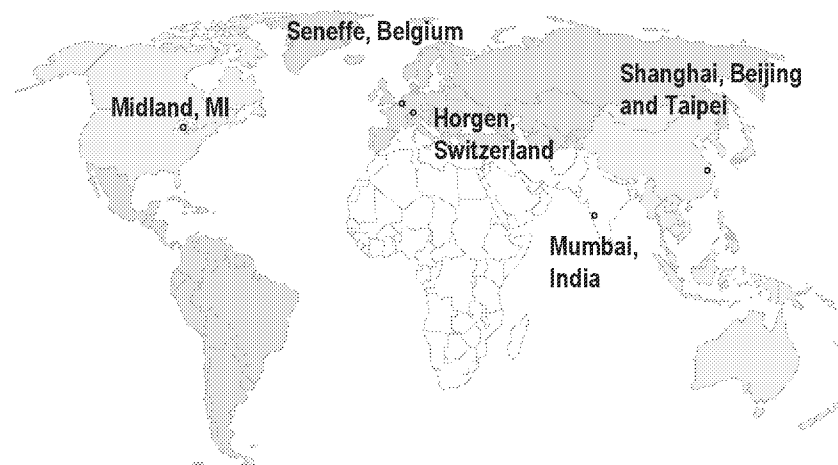 Seneffe, Belgium
Shanghai, Beijing
and Taipei
Midland, MI
Horgen,
Switzerland
Mumbai,
India